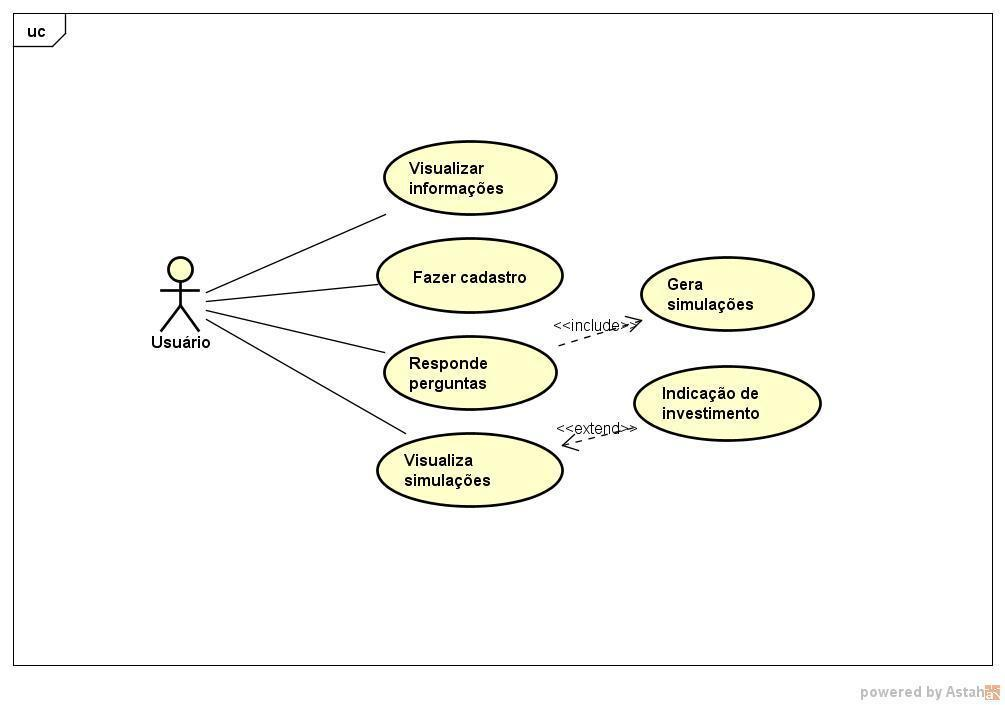 uc
Visualizar
informações
Fazer cadastro
Usuário
Responde
perguntas
<<include>>
Gera
simulações
Visualiza
simulações
<<extend>>
Indicação de
investimento
powered by Astah